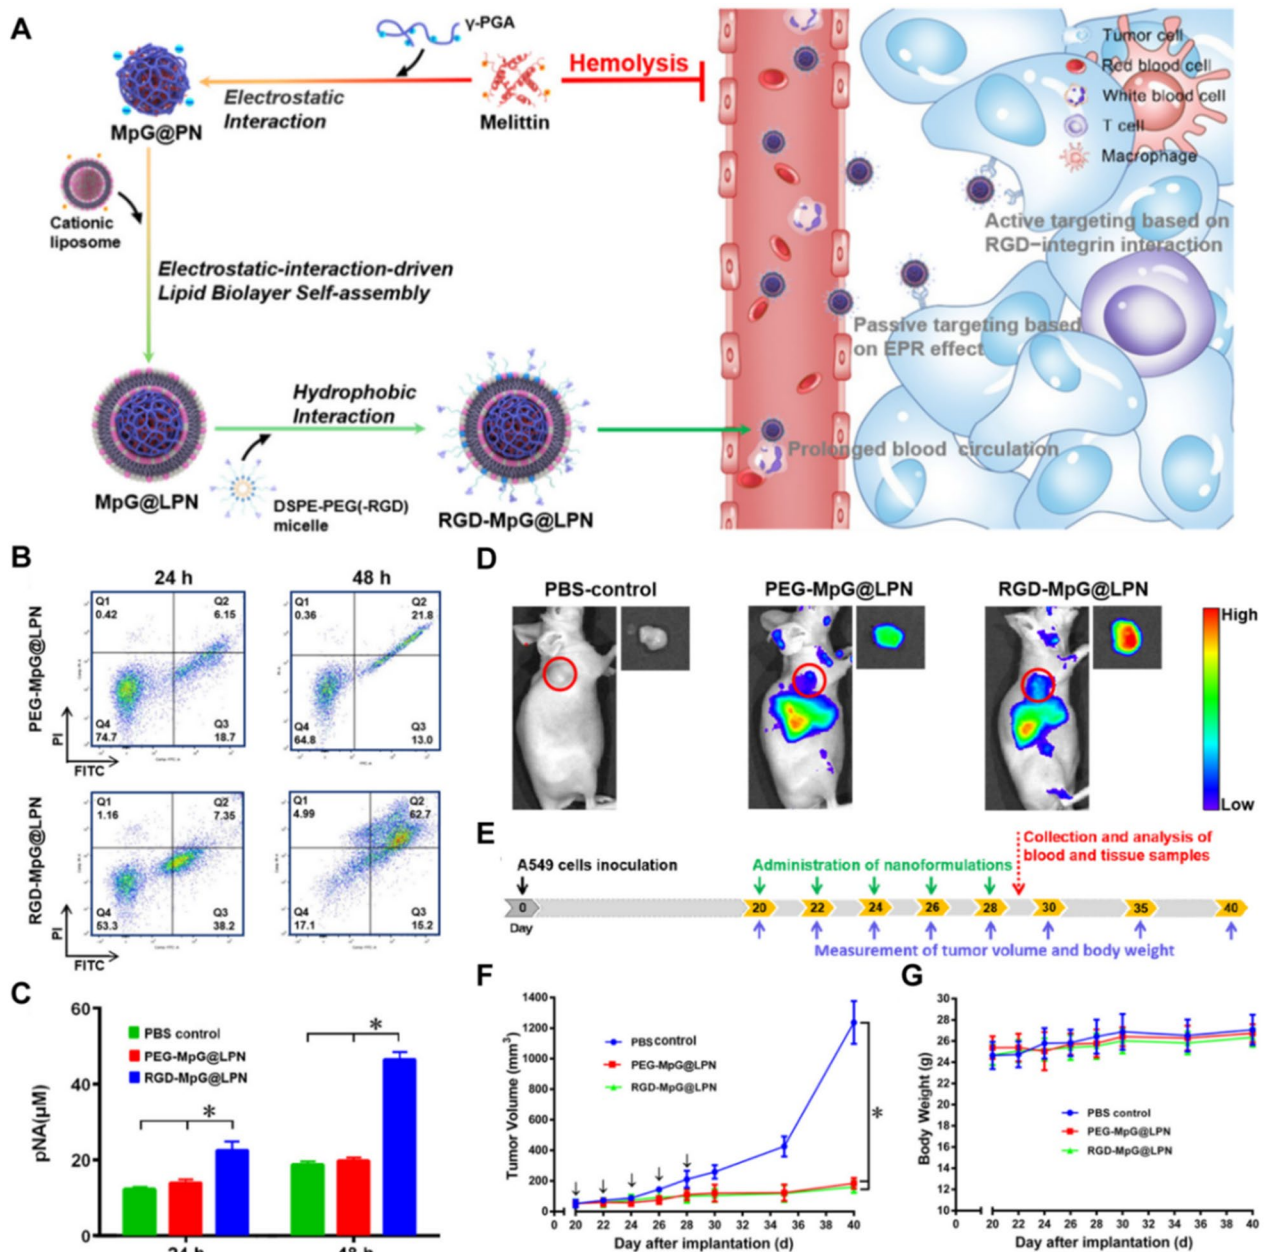 A
γ-PGA
Hemolysis
Electrostatic
Interaction
MpG@PN
Melittin
Cationic
liposome
Electrostatic-interaction-driven
Lipid Biolayer Self-assembly
Hydrophobic
Interaction
MpG@LPN
DSPE-PEG(-RGD)
micelle
RGD-MpG@LPN
Tumor cell
Red blood cell
White blood cell
T cell
Macrophage
Active targeting based on
RGD-integrin interaction
Passive targeting based
on EPR effect
Prolonged blood circulation
B
24 h
48 h
PEG-MpG@LPN
Q1
0.42
Q2
6.15
Q4
74.7
Q3
18.7
Q1
0.36
Q2
21.8
Q4
64.8
Q3
13.0
PI
FITC
RGD-MpG@LPN
Q1
1.16
Q2
7.35
Q4
53.3
Q3
38.2
Q1
4.99
Q2
62.7
Q4
17.1
Q3
15.2
PI
FITC
C
60
40
20
0
pNA(μM)
PBS control
PEG-MpG@LPN
RGD-MpG@LPN
*
*
24 h
48 h
D
PBS-control
PEG-MpG@LPN
RGD-MpG@LPN
High
Low
E
A549 cells inoculation
Administration of nanoformulations
Collection and analysis of
blood and tissue samples
0
20
22
24
26
28
30
35
40
Day
Measurement of tumor volume and body weight
F
Tumor Volume (mm³)
1400
1200
1000
800
600
400
200
0
PBS control
PEG-MpG@LPN
RGD-MpG@LPN
*
0 20 22 24 26 28 30 35 40
Day after implantation (d)
G
Body Weight (g)
30
28
26
24
22
20
18
16
14
12
10
PBS control
PEG-MpG@LPN
RGD-MpG@LPN
0 20 22 24 26 28 30 35 40
Day after implantation (d)